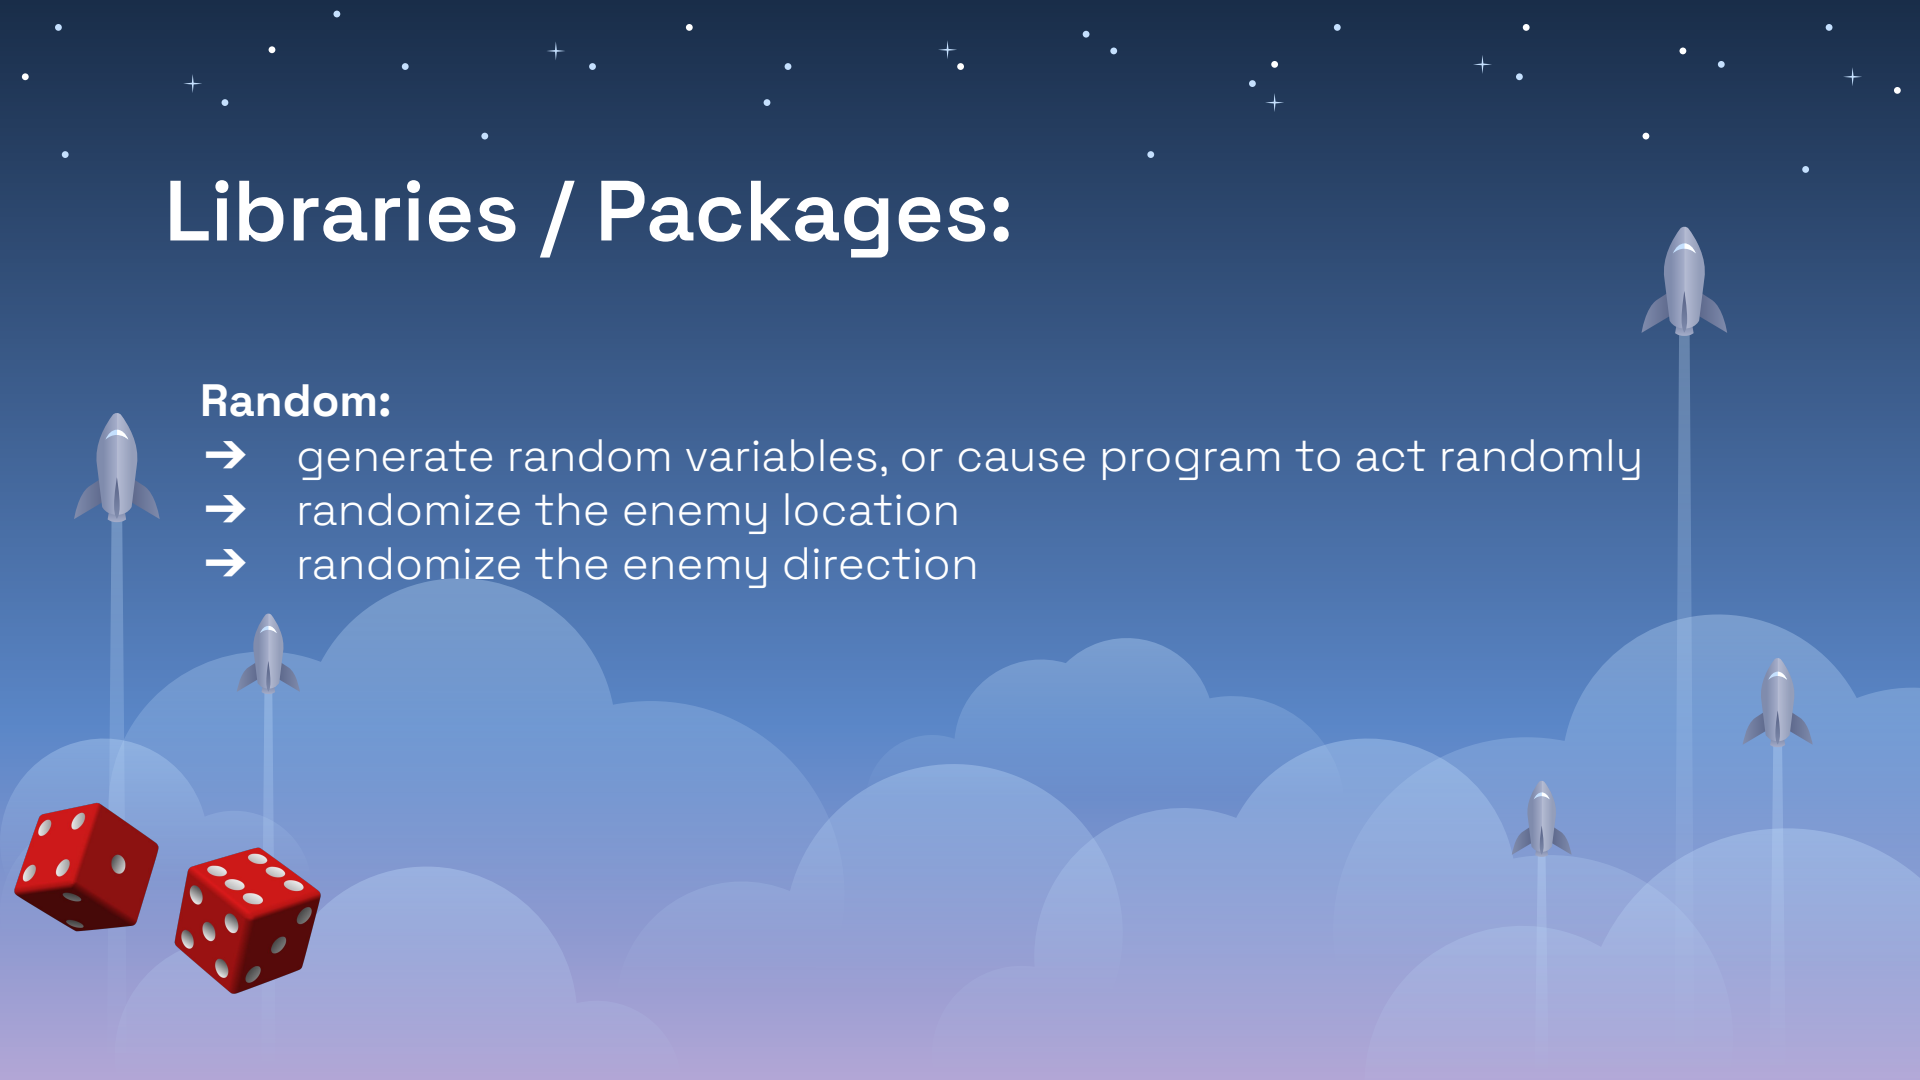 Libraries / Packages:
Random:
➔ generate random variables, or cause program to act randomly
➔ randomize the enemy location
➔ randomize the enemy direction